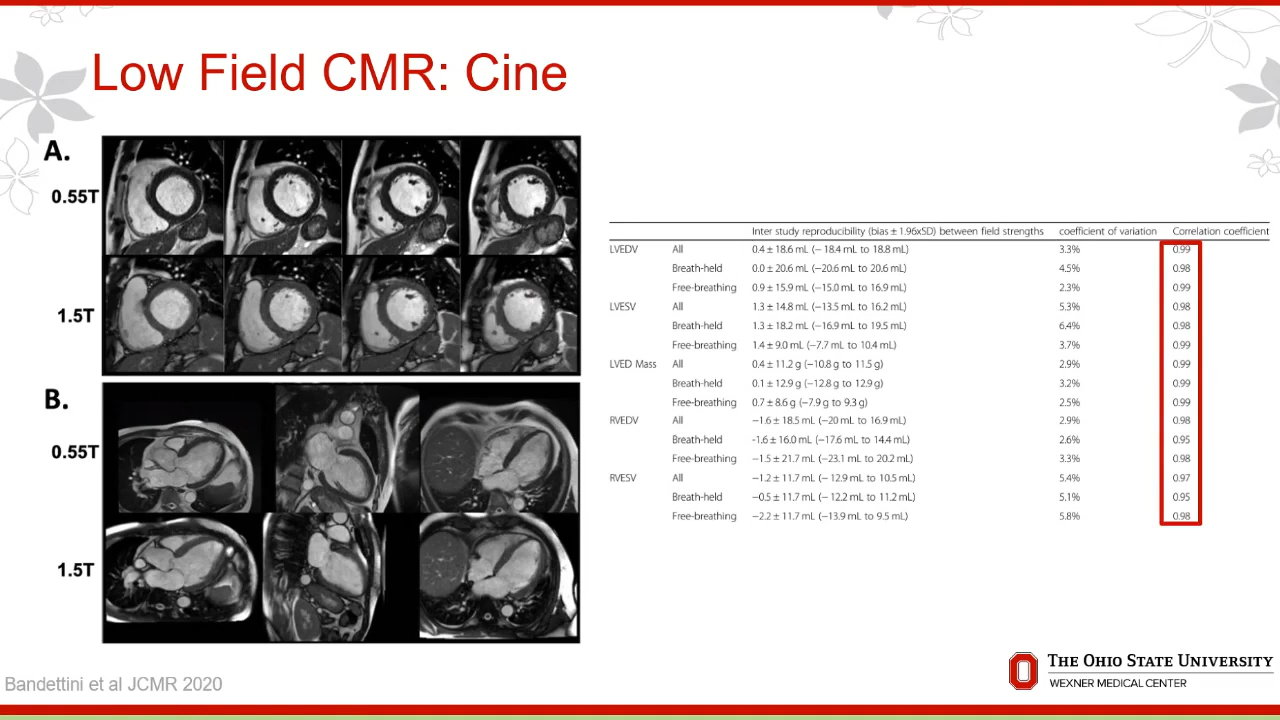 Low Field CMR: Cine
A.
0.55T
1.5T
B.
0.55T
1.5T
Inter study reproducibility (bias ± 1.96xSD) between field strengths coefficient of variation Correlation coefficient
LVEDV All 0.4 ± 18.6 mL (− 18.4 mL to 18.8 mL) 3.3% 0.99
Breath-held 0.0 ± 20.6 mL (−20.6 mL to 20.6 mL) 4.5% 0.98
Free-breathing 0.9 ± 15.9 mL (−15.0 mL to 16.9 mL) 2.3% 0.99
LVESV All 1.3 ± 14.8 mL (−13.5 mL to 16.2 mL) 5.3% 0.98
Breath-held 1.3 ± 18.2 mL (−16.9 mL to 19.5 mL) 6.4% 0.98
Free-breathing 1.4 ± 9.0 mL (−7.7 mL to 10.4 mL) 3.7% 0.99
LVED Mass All 0.4 ± 11.2 g (−10.8 g to 11.5 g) 2.9% 0.99
Breath-held 0.1 ± 12.9 g (−12.8 g to 12.9 g) 3.2% 0.99
Free-breathing 0.7 ± 8.6 g (−7.9 g to 9.3 g) 2.5% 0.99
RVEDV All −1.6 ± 18.5 mL (−20 mL to 16.9 mL) 2.9% 0.98
Breath-held -1.6 ± 16.0 mL (−17.6 mL to 14.4 mL) 2.6% 0.95
Free-breathing −1.5 ± 21.7 mL (−23.1 mL to 20.2 mL) 3.3% 0.98
RVESV All −1.2 ± 11.7 mL (− 12.9 mL to 10.5 mL) 5.4% 0.97
Breath-held −0.5 ± 11.7 mL (− 12.2 mL to 11.2 mL) 5.1% 0.95
Free-breathing −2.2 ± 11.7 mL (−13.9 mL to 9.5 mL) 5.8% 0.98
Bandettini et al JCMR 2020
THE OHIO STATE UNIVERSITY
WEXNER MEDICAL CENTER